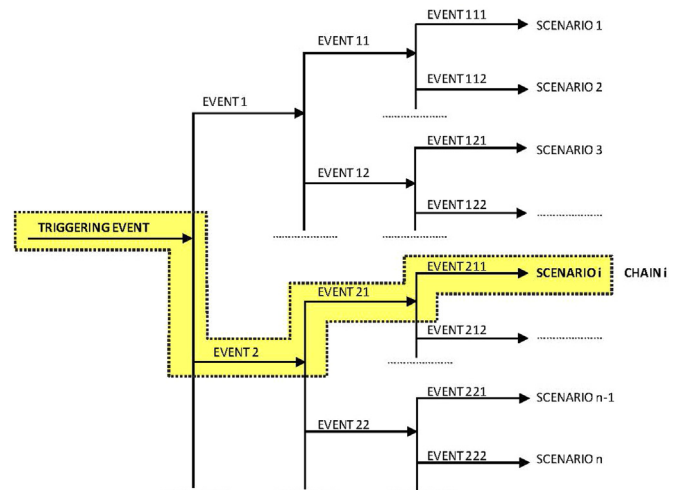 EVENT 111
SCENARIO 1
EVENT 11
EVENT 112
SCENARIO 2
EVENT 1
EVENT 121
SCENARIO 3
EVENT 12
EVENT 122
TRIGGERING EVENT
EVENT 211
SCENARIO i
CHAIN i
EVENT 21
EVENT 212
EVENT 2
EVENT 221
SCENARIO n-1
EVENT 22
EVENT 222
SCENARIO n